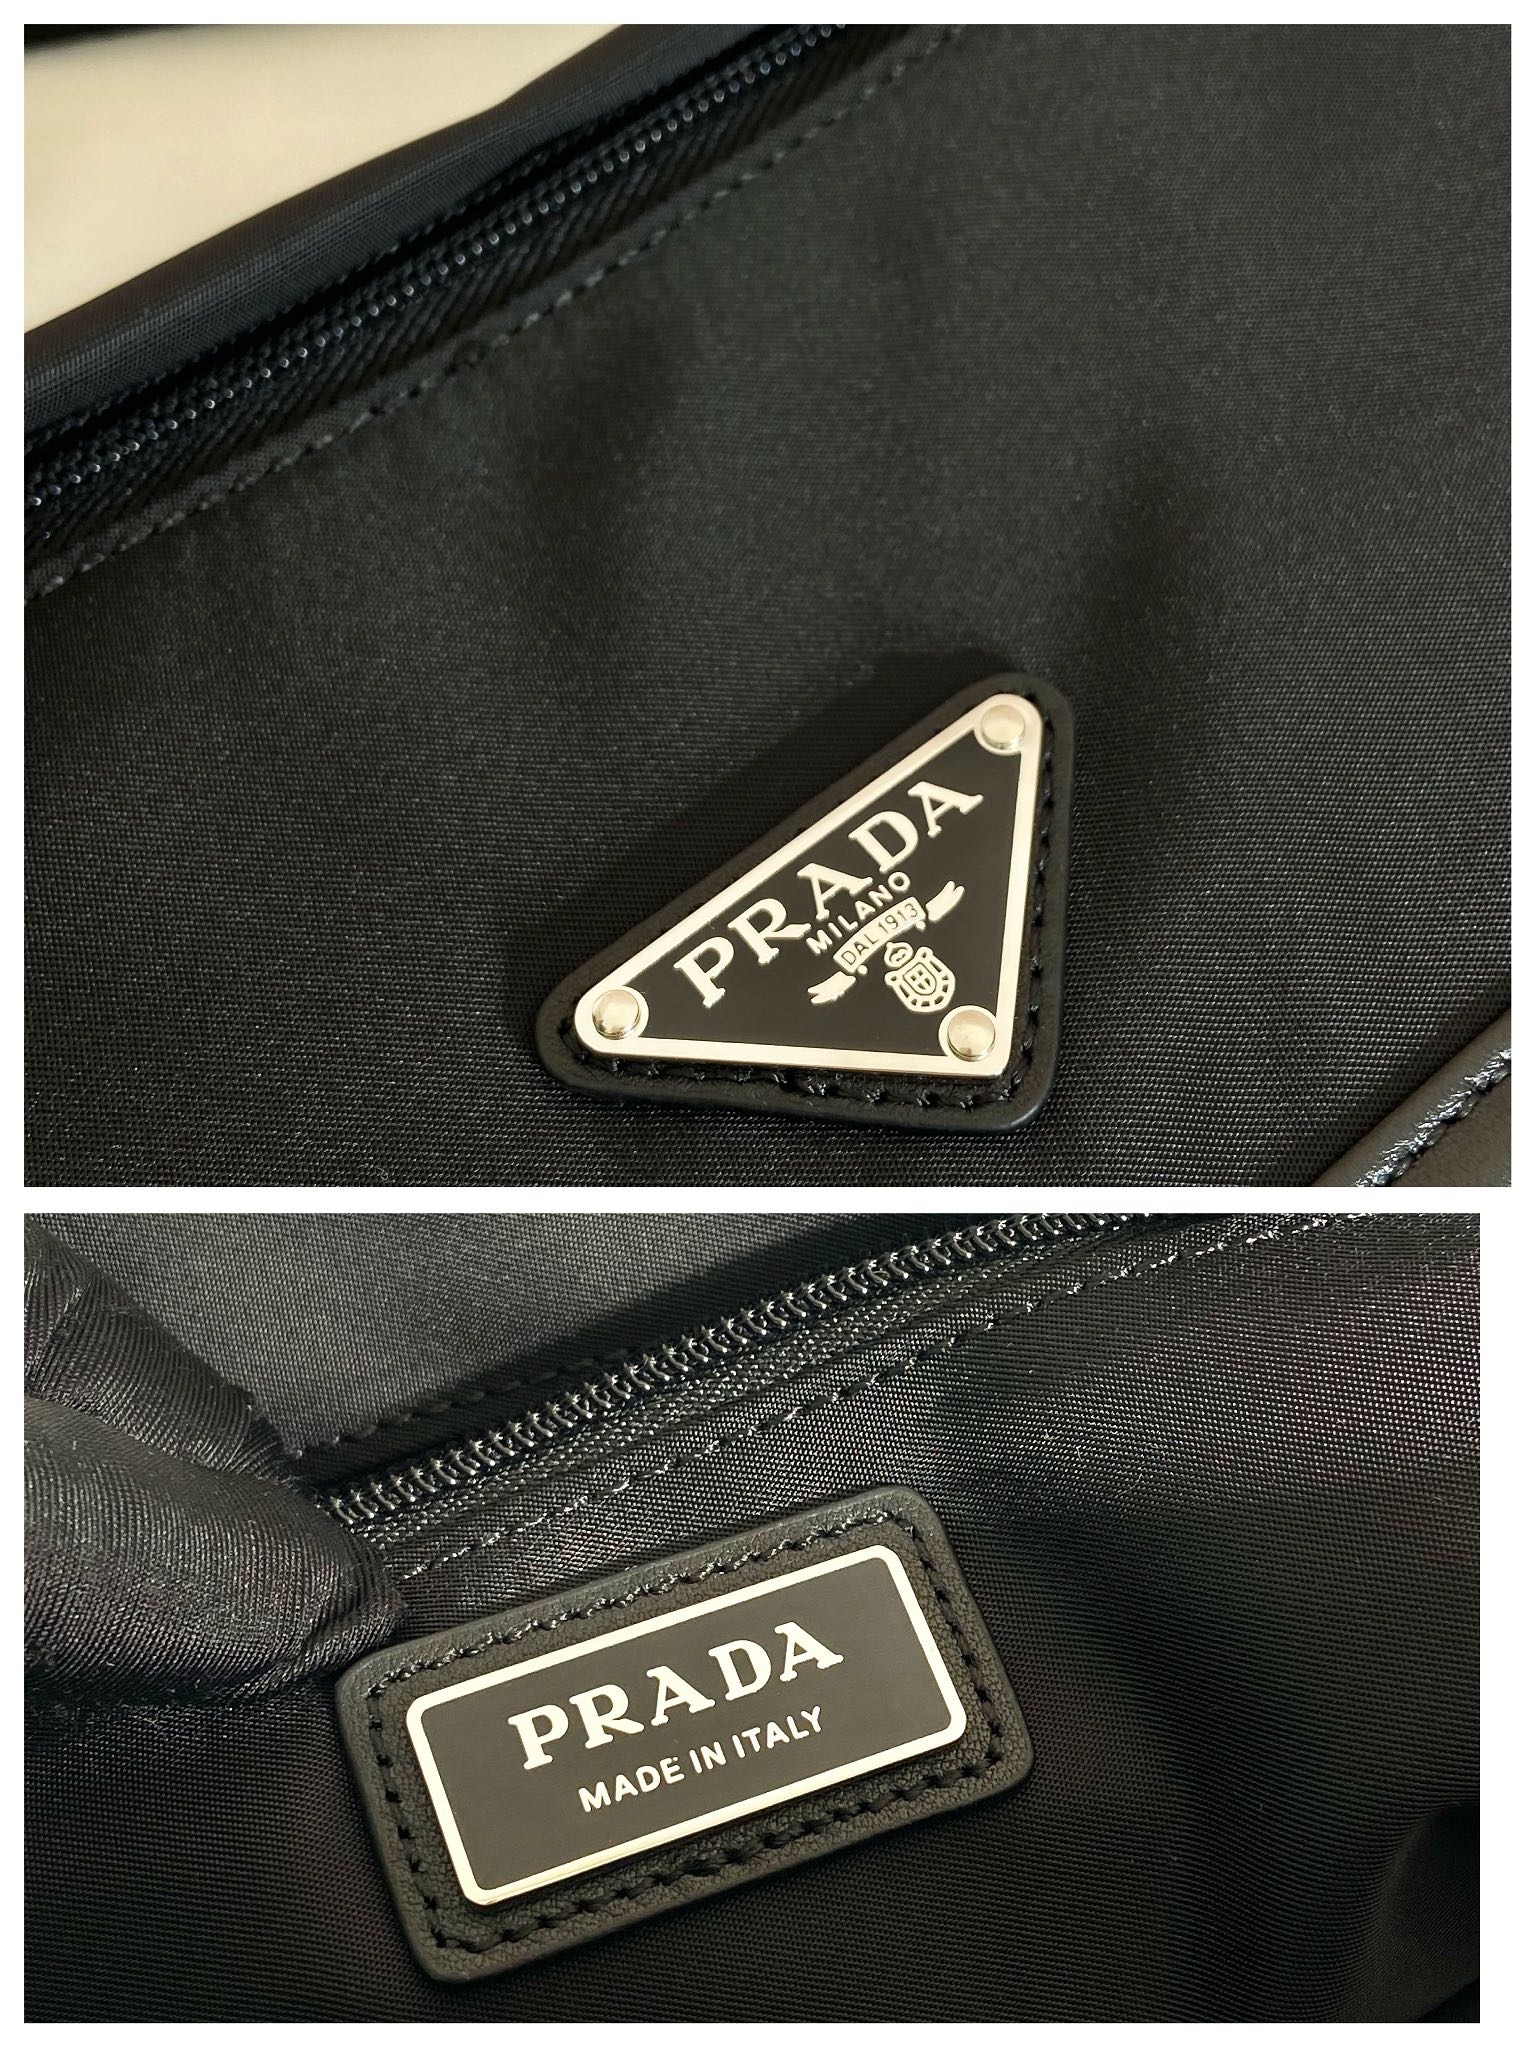 PRADA
MILANO
DAL 1913
PRADA
MADE IN ITALY